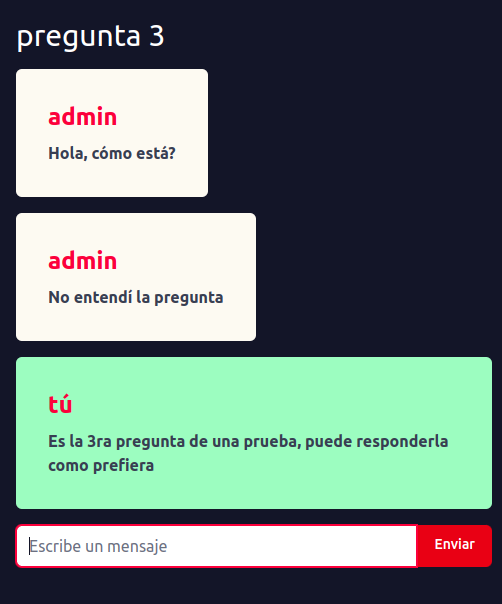 pregunta 3
admin
Hola, cómo está?
admin
No entendí la pregunta
tú
Es la 3ra pregunta de una prueba, puede responderla
como prefiera
Escribe un mensaje
Enviar